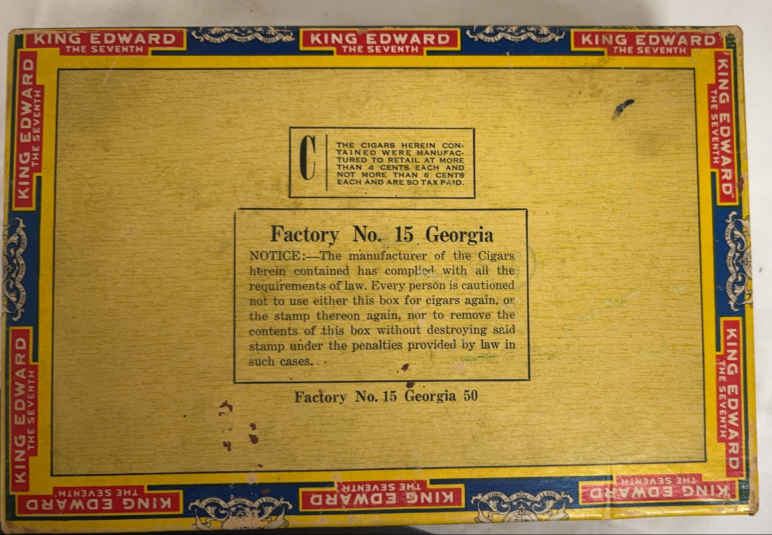 KING EDWARD
THE SEVENTH
KING EDWARD
THE SEVENTH
KING EDWARD
THE SEVENTH
KING EDWARD
THE SEVENTH
KING EDWARD
THE SEVENTH
C
THE CIGARS HEREIN CON-
TAINED WERE MANUFAC-
TURED TO RETAIL AT MORE
THAN 4 CENTS EACH AND
NOT MORE THAN 6 CENTS
EACH AND ARE SO TAX PAID.
Factory No. 15 Georgia
NOTICE:—The manufacturer of the Cigars
herein contained has complied with all the
requirements of law. Every person is cautioned
not to use either this box for cigars again, or
the stamp thereon again, nor to remove the
contents of this box without destroying said
stamp under the penalties provided by law in
such cases.
Factory No. 15 Georgia 50
KING EDWARD
THE SEVENTH
KING EDWARD
THE SEVENTH
KING EDWARD
THE SEVENTH
KING EDWARD
THE SEVENTH
KING EDWARD
THE SEVENTH